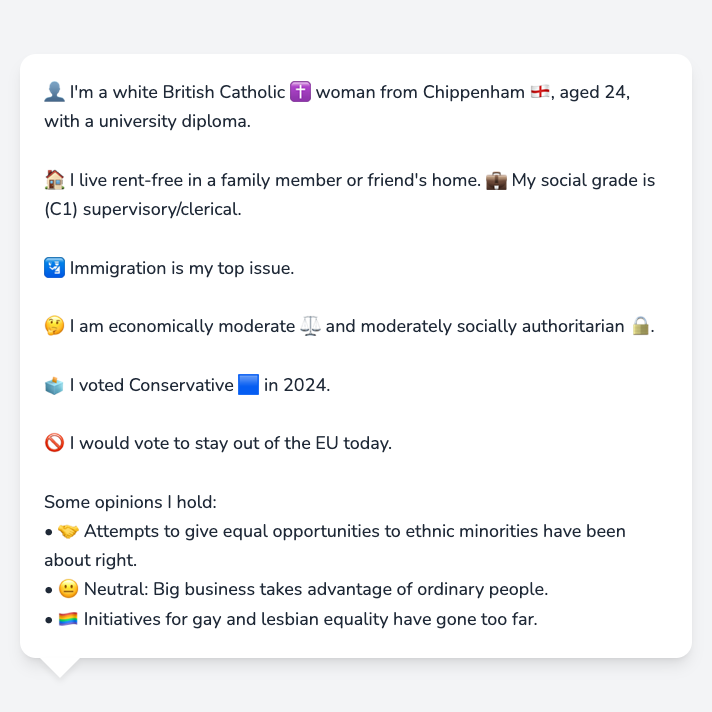 👤 I'm a white British Catholic ✝️ woman from Chippenham 🏴󠁧󠁢󠁥󠁮󠁧󠁿, aged 24,
with a university diploma.
🏠 I live rent-free in a family member or friend's home. 💼 My social grade is
(C1) supervisory/clerical.
🛂 Immigration is my top issue.
🤔 I am economically moderate ⚖️ and moderately socially authoritarian 🔒.
🗳️ I voted Conservative 🟦 in 2024.
🚫 I would vote to stay out of the EU today.
Some opinions I hold:
• 🤝 Attempts to give equal opportunities to ethnic minorities have been
about right.
• 😐 Neutral: Big business takes advantage of ordinary people.
• 🏳️‍🌈 Initiatives for gay and lesbian equality have gone too far.